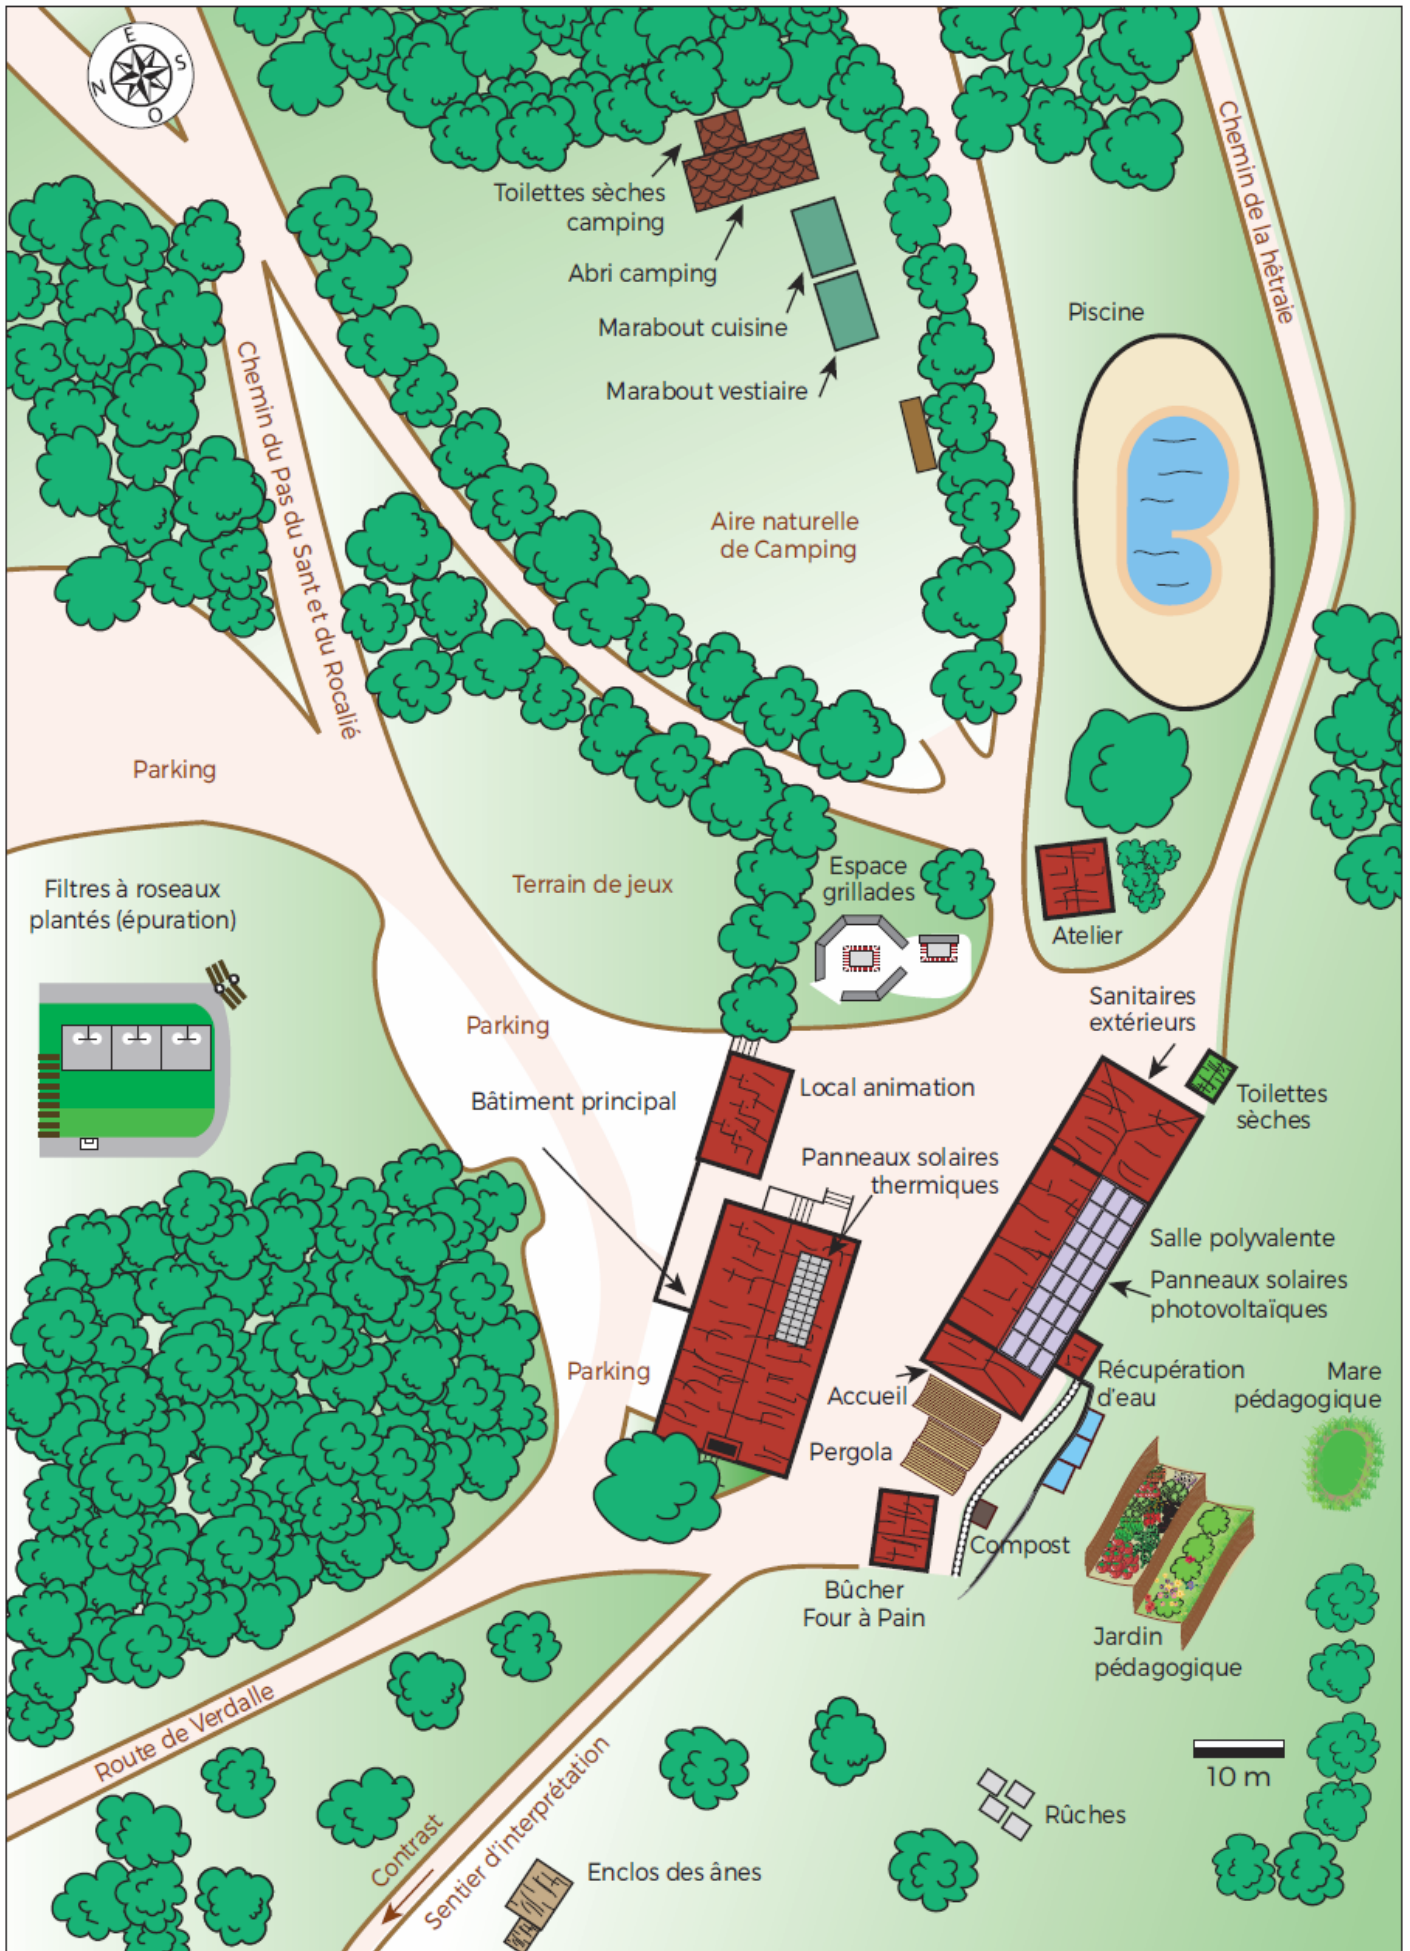 E
S
N
O
Chemin de la hêtraie
Toilettes sèches
camping
Abri camping
Piscine
Marabout cuisine
Marabout vestiaire
Chemin du Pas du Sant et du Rocalié
Aire naturelle
de Camping
Parking
Espace
grillades
Terrain de jeux
Filtres à roseaux
plantés (épuration)
Atelier
Sanitaires
extérieurs
Parking
Local animation
Bâtiment principal
Toilettes
sèches
Panneaux solaires
thermiques
Salle polyvalente
Panneaux solaires
photovoltaïques
Parking
Récupération
d'eau
Mare
pédagogique
Accueil
Pergola
Compost
Bûcher
Four à Pain
Jardin
pédagogique
Route de Verdalle
10 m
Rûches
Contrast
Sentier d'interprétation
Enclos des ânes